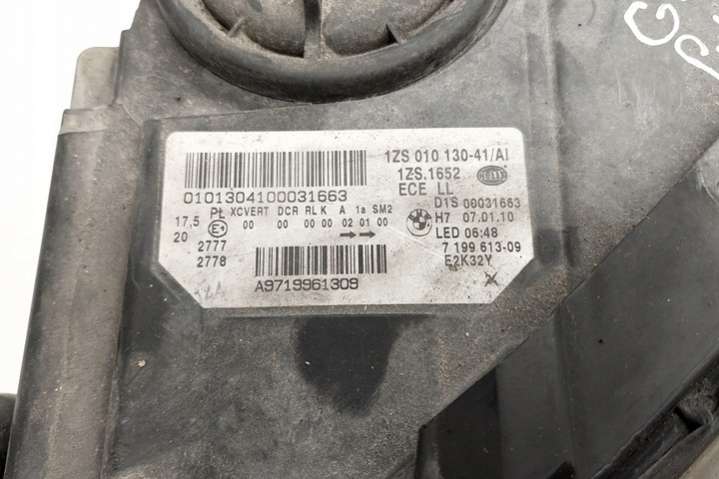 1ZS 010 130-41/AI
1ZS.1652
ECE LL
HELLA
0101304100031663
D1S 00031663
PL XCVERT DCR RL K A 1a SM2
17,5 00 00 00 00 02 01 00
H7 07.01.10
20
LED 06:48
2777
7 199 613-09
2778
E2K32Y
A9719961309